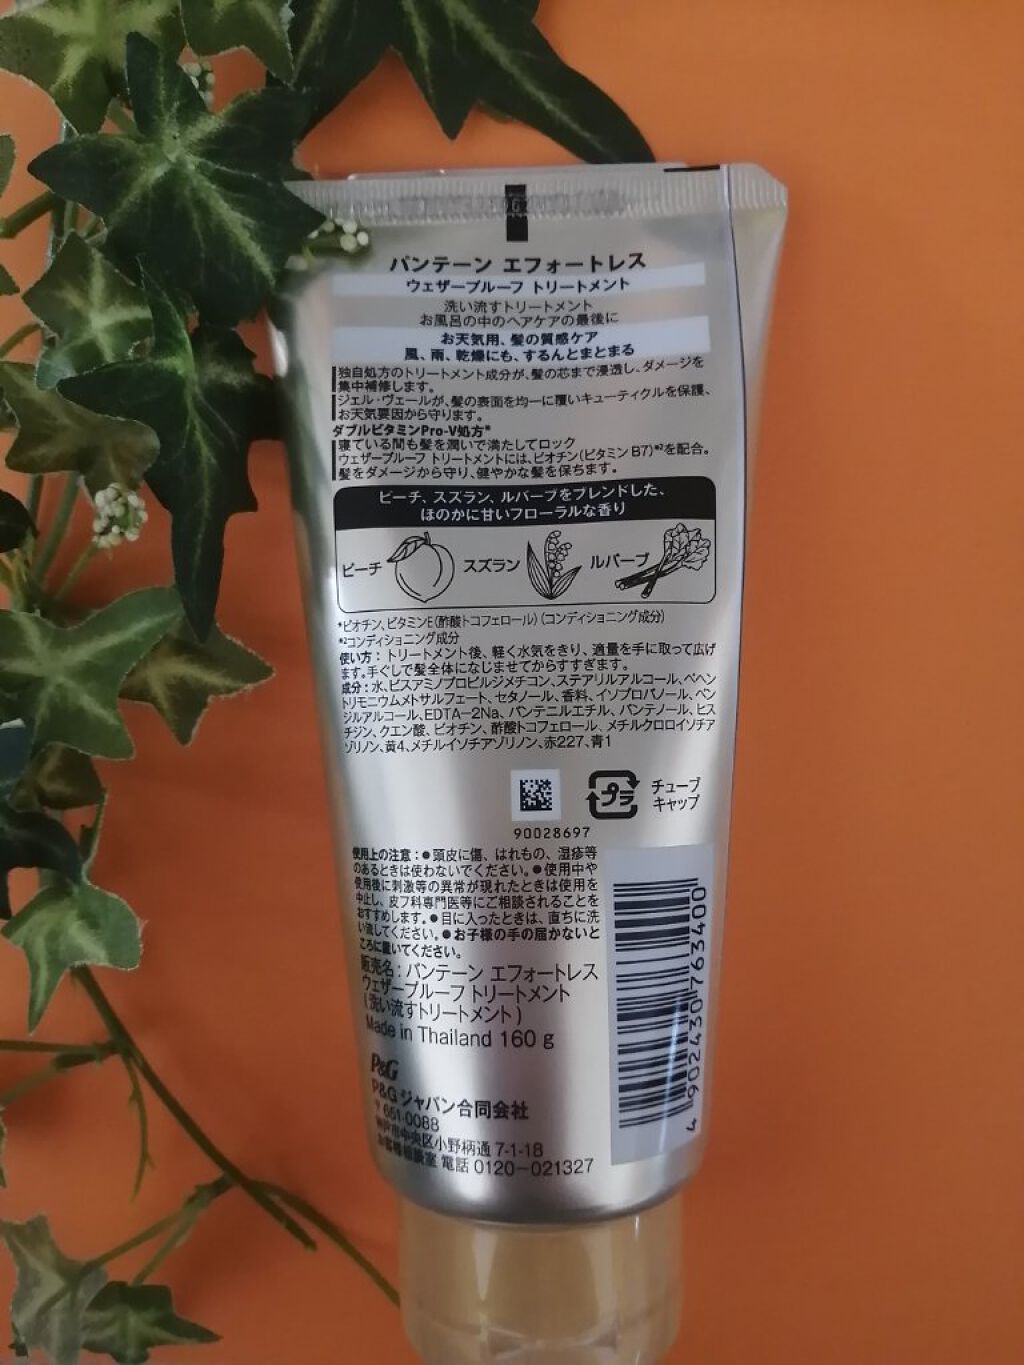 パンテーン エフォートレス
ウェザープルーフ トリートメント
洗い流すトリートメント
お風呂の中のヘアケアの最後に
お天気用、髪の質感ケア
風、雨、乾燥にも、するんとまとまる
独自処方のトリートメント成分が、髪の芯まで浸透し、ダメージを
集中補修します。
ジェル・ヴェールが、髪の表面を均一に覆いキューティクルを保護、
お天気要因から守ります。
ダブルビタミンPro-V処方*
寝ている間も髪を潤いで満たしてロック
ウェザープルーフ トリートメントには、ビオチン(ビタミン B7)*²を配合。
髪をダメージから守り、健やかな髪を保ちます。
ピーチ、スズラン、ルバーブをブレンドした、
ほのかに甘いフローラルな香り
ピーチ スズラン ルバーブ
*ビオチン、ビタミンE(酢酸トコフェロール)(コンディショニング成分)
*²コンディショニング成分
使い方：トリートメント後、軽く水気をきり、適量を手に取って広げ
ます。手ぐしで髪全体になじませてからすすぎます。
成分：水、ビスアミノプロピルジメチコン、ステアリルアルコール、ベヘン
トリモニウムメトサルフェート、セタノール、香料、イソプロパノール、ベン
ジルアルコール、EDTA-2Na、パンテニルエチル、パンテノール、ヒス
チジン、クエン酸、ビオチン、酢酸トコフェロール、メチルクロロイソチア
ゾリノン、黄4、メチルイソチアゾリノン、赤227、青1
プラ
チューブ
キャップ
90028697
使用上の注意：●頭皮に傷、はれもの、湿疹等
のあるときは使わないでください。●使用中や
使用後に刺激等の異常が現れたときは使用を
中止し、皮フ科専門医等にご相談されることを
おすすめします。●目に入ったときは、直ちに洗
い流してください。●お子様の手の届かないと
ころに置いてください。
販売名：パンテーン エフォートレス
ウェザープルーフ トリートメント
(洗い流すトリートメント)
Made in Thailand 160 g
P&G
P&G ジャパン合同会社
〒651-0088
神戸市中央区小野柄通 7-1-18
お客様相談室 電話 0120-021327
4 902430 763400